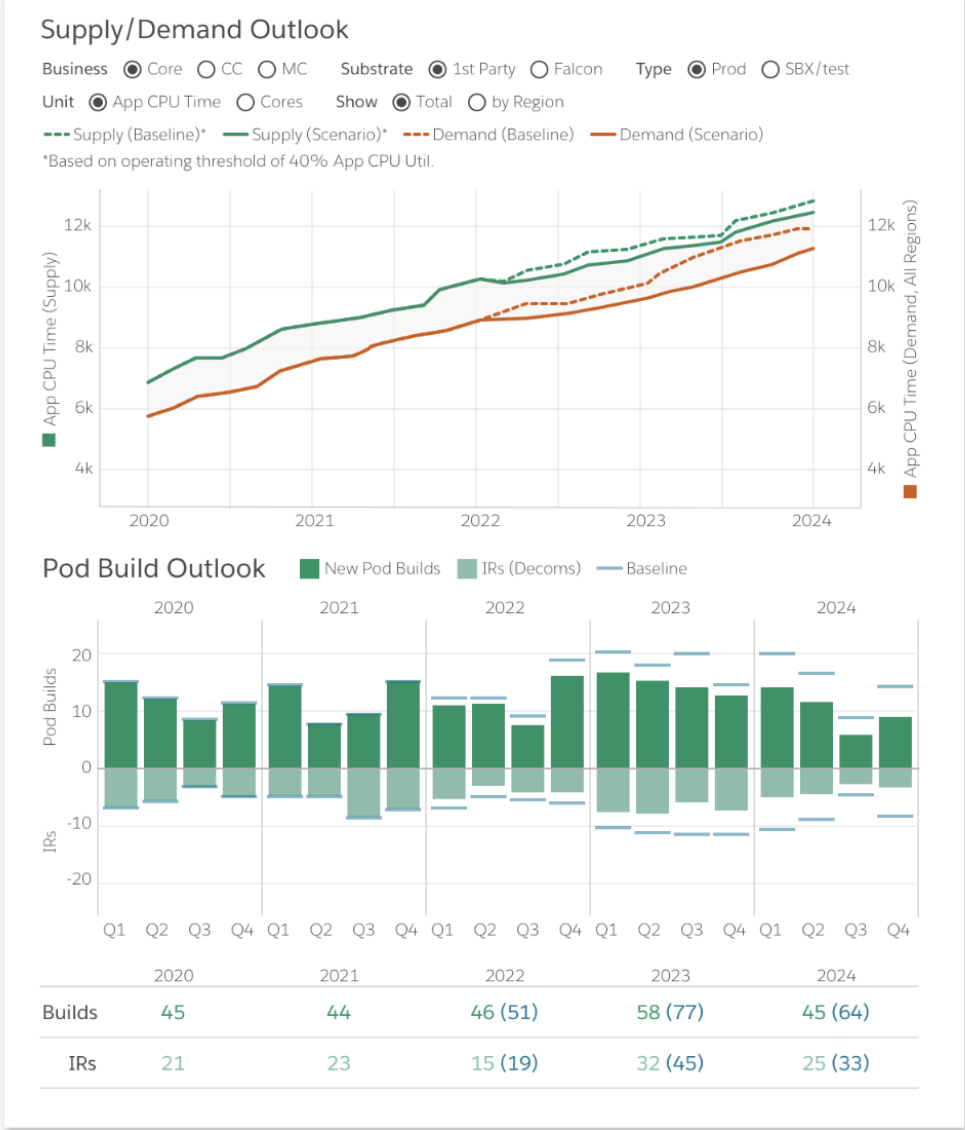 Supply/Demand Outlook
Business Core CC MC Substrate 1st Party Falcon Type Prod SBX/test
Unit App CPU Time Cores Show Total by Region
Supply (Baseline)* Supply (Scenario)* Demand (Baseline) Demand (Scenario)
*Based on operating threshold of 40% App CPU Util.
App CPU Time (Supply)
12k
10k
8k
6k
4k
12k
10k
8k
6k
4k
App CPU Time (Demand, All Regions)
2020 2021 2022 2023 2024
Pod Build Outlook New Pod Builds IRs (Decoms) Baseline
2020 2021 2022 2023 2024
Pod Builds
IRs
20
10
0
-10
-20
Q1 Q2 Q3 Q4 Q1 Q2 Q3 Q4 Q1 Q2 Q3 Q4 Q1 Q2 Q3 Q4 Q1 Q2 Q3 Q4
2020 2021 2022 2023 2024
Builds 45 44 46 (51) 58 (77) 45 (64)
IRs 21 23 15 (19) 32 (45) 25 (33)